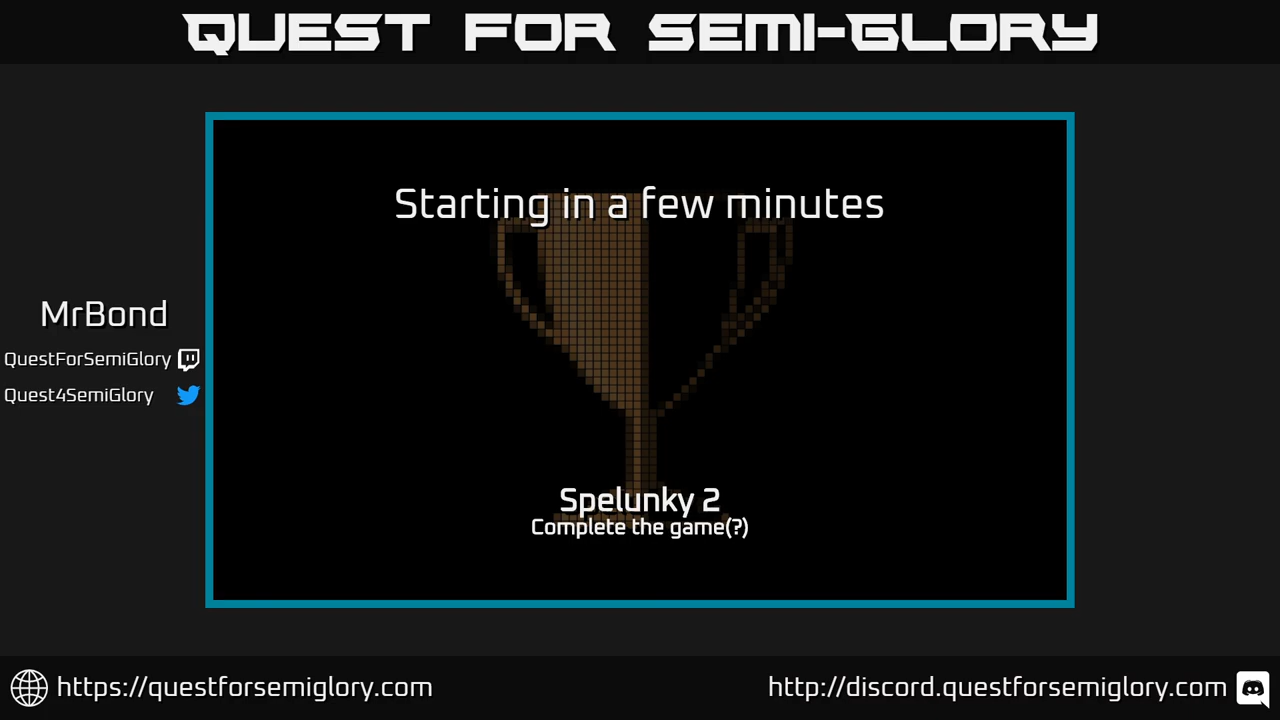 QUEST FOR SEMI-GLORY
Starting in a few minutes
MrBond
QuestForSemiGlory
Quest4SemiGlory
Spelunky 2
Complete the game(?)
https://questforsemiglory.com
http://discord.questforsemiglory.com